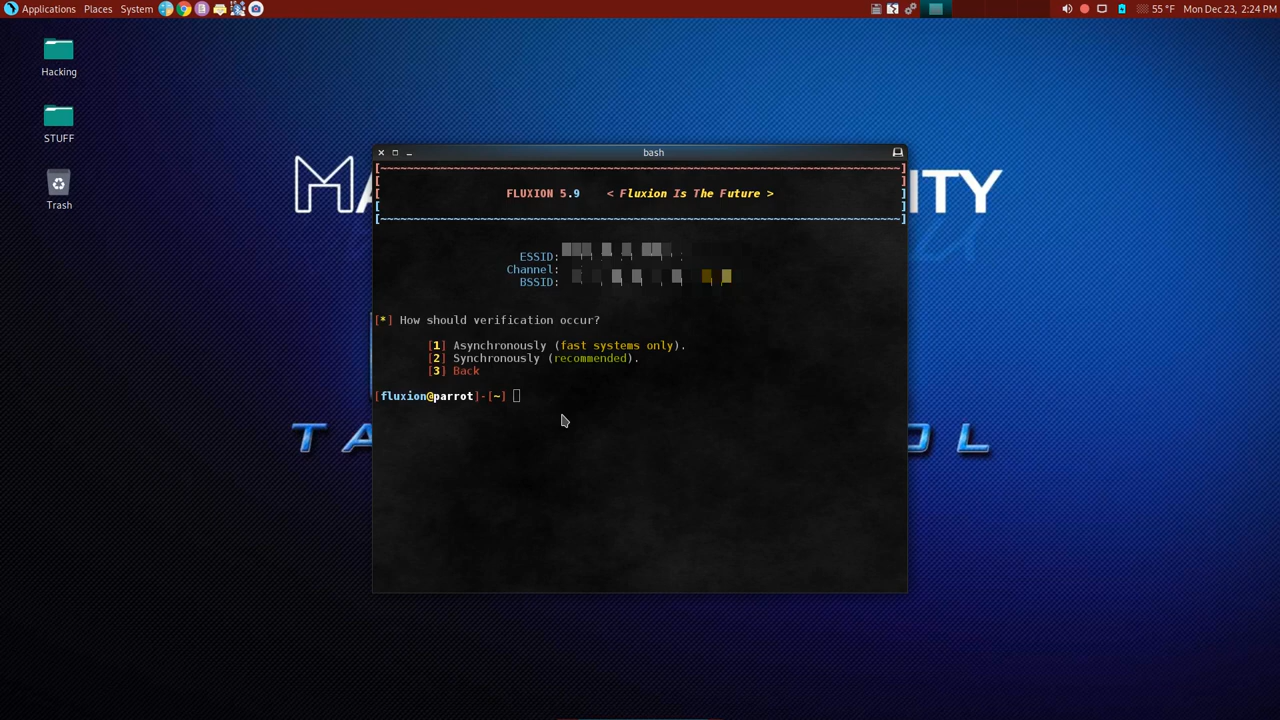 Applications Places System
55 °F Mon Dec 23, 2:24 PM
Hacking
STUFF
Trash
bash
FLUXION 5.9 < Fluxion Is The Future >
ESSID:
Channel:
BSSID:
[*] How should verification occur?
[1] Asynchronously (fast systems only).
[2] Synchronously (recommended).
[3] Back
[fluxion@parrot]-[~]